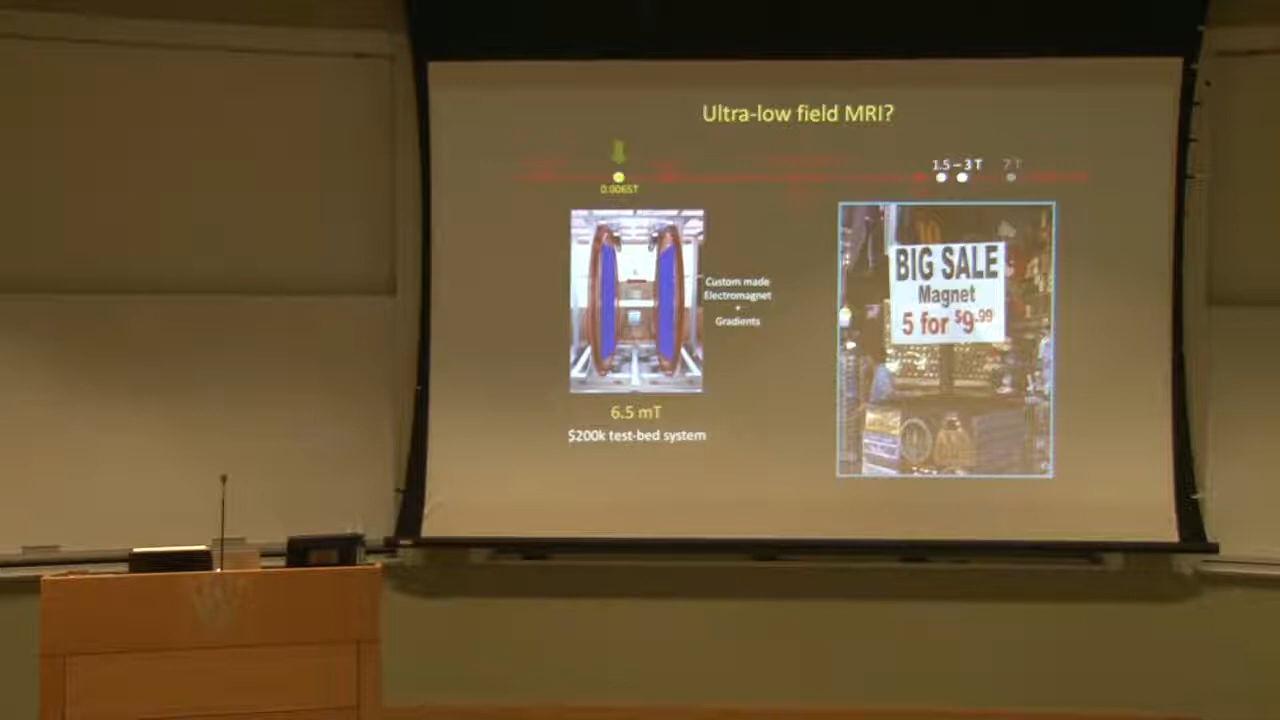 Ultra-low field MRI?
1.5 – 3 T
7 T
0.0065T
BIG SALE
Magnet
5 for $9.99
Custom made
Electromagnet
+
Gradients
6.5 mT
$200k test-bed system
W